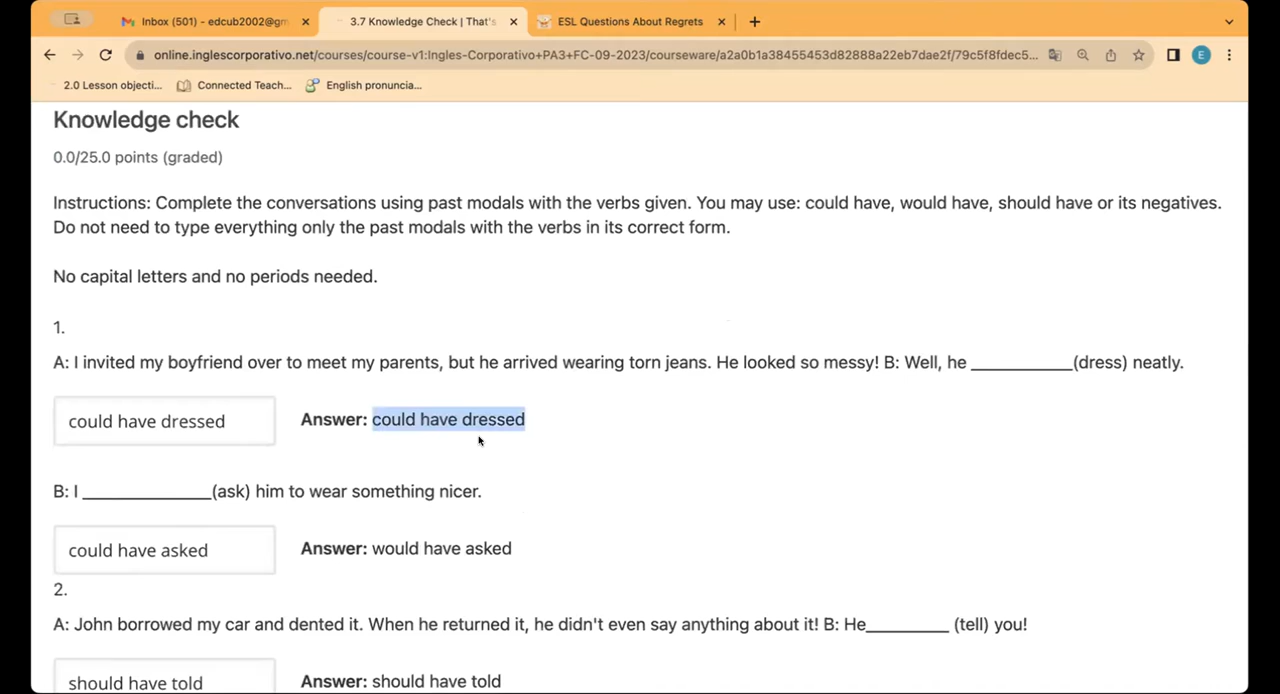 Inbox (501) - edcub2002@gm
3.7 Knowledge Check | That's
ESL Questions About Regrets
online.inglescorporativo.net/courses/course-v1:Ingles-Corporativo+PA3+FC-09-2023/courseware/a2a0b1a38455453d82888a22eb7dae2f/79c5f8fdec5...
E
2.0 Lesson objecti...
Connected Teach...
English pronuncia...
Knowledge check
0.0/25.0 points (graded)
Instructions: Complete the conversations using past modals with the verbs given. You may use: could have, would have, should have or its negatives.
Do not need to type everything only the past modals with the verbs in its correct form.
No capital letters and no periods needed.
1.
A: I invited my boyfriend over to meet my parents, but he arrived wearing torn jeans. He looked so messy! B: Well, he ___________(dress) neatly.
could have dressed
Answer: could have dressed
B: I ______________(ask) him to wear something nicer.
could have asked
Answer: would have asked
2.
A: John borrowed my car and dented it. When he returned it, he didn't even say anything about it! B: He_________ (tell) you!
should have told
Answer: should have told